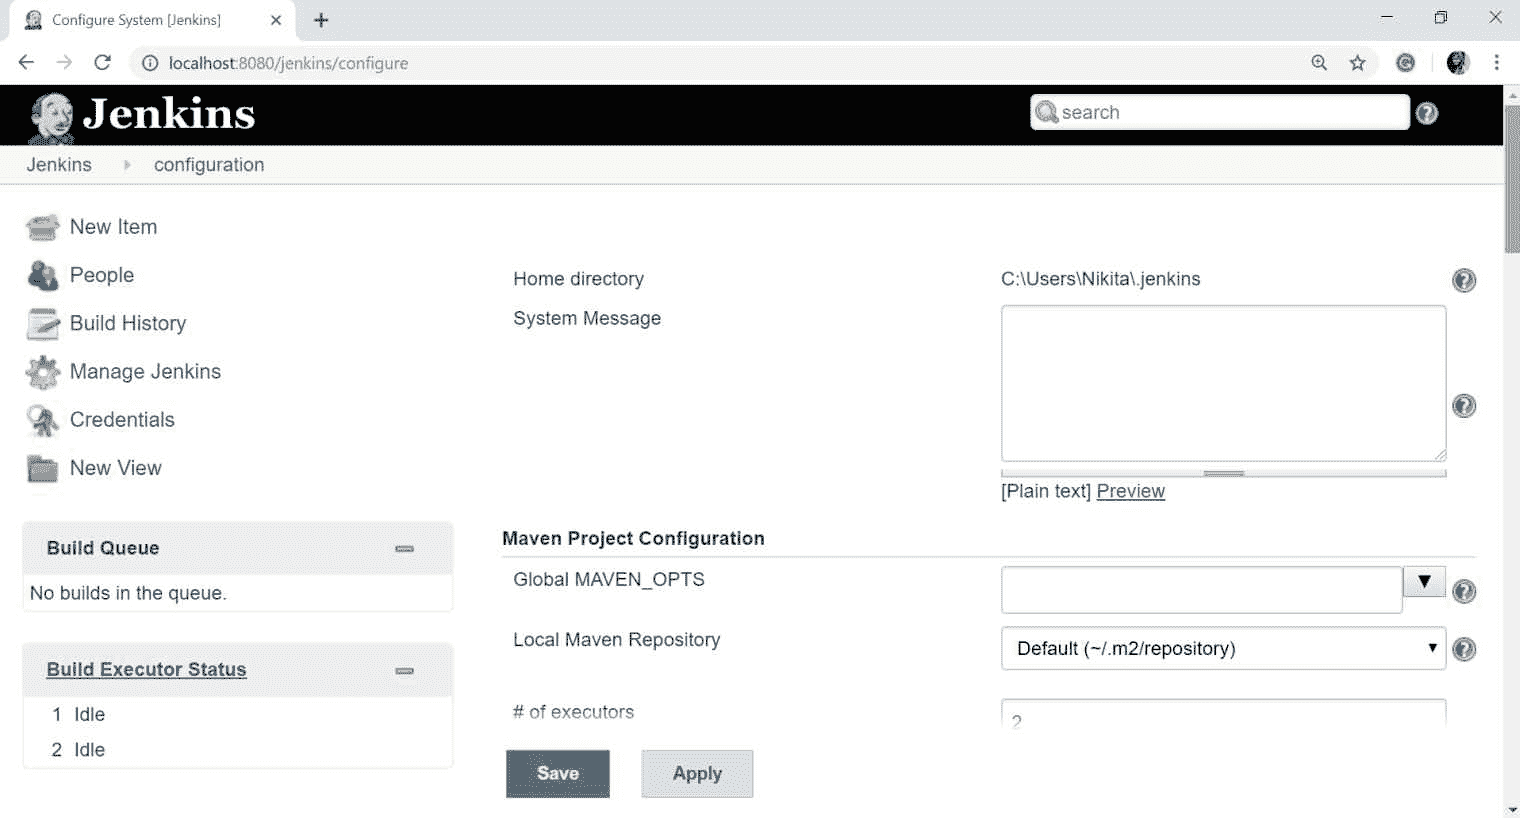 Configure System [Jenkins]
localhost:8080/jenkins/configure
Jenkins
search
Jenkins configuration
New Item
People
Build History
Manage Jenkins
Credentials
New View
Build Queue
No builds in the queue.
Build Executor Status
1 Idle
2 Idle
Home directory C:\Users\Nikita\.jenkins
System Message
[Plain text] Preview
Maven Project Configuration
Global MAVEN_OPTS
Local Maven Repository Default (~/.m2/repository)
# of executors 2
Save Apply